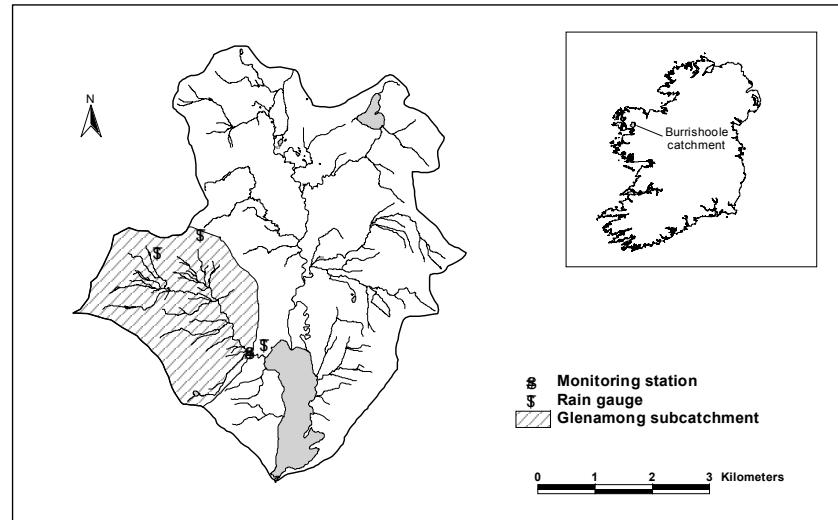 N
Burrishoole
catchment
Monitoring station
Rain gauge
Glenamong subcatchment
0 1 2 3 Kilometers